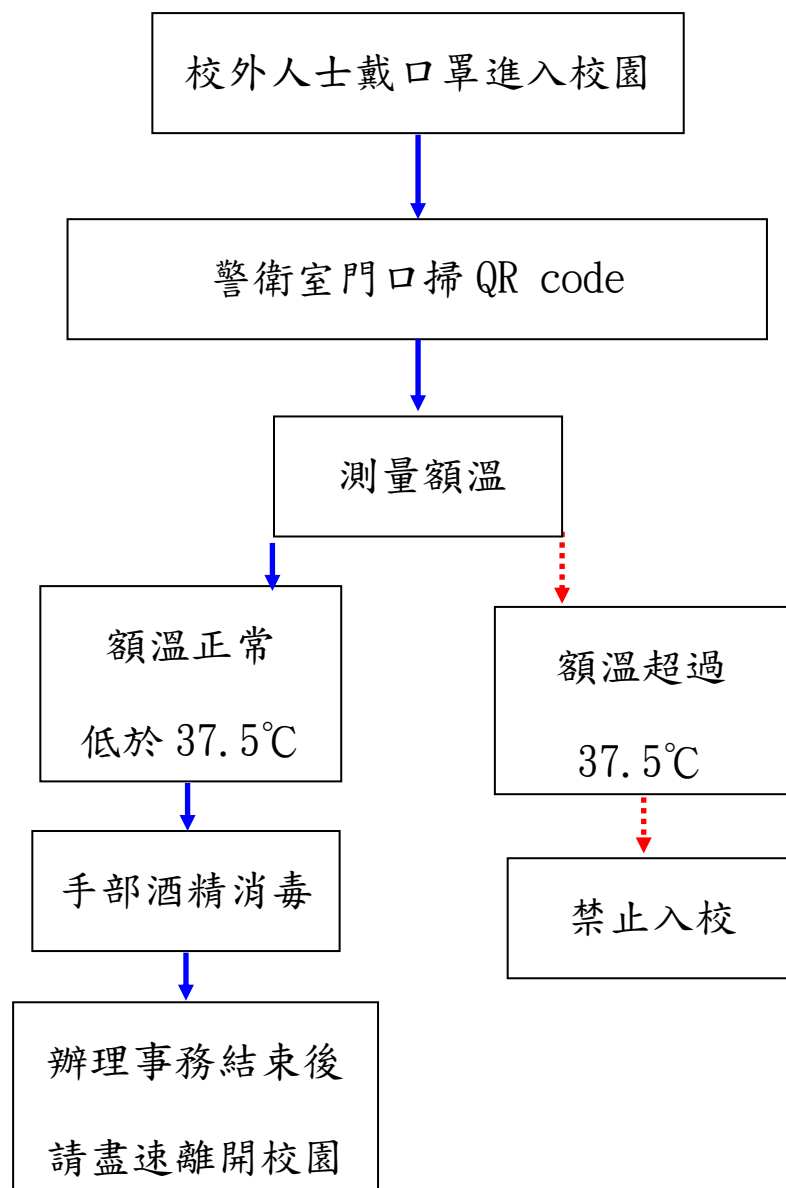 校外人士戴口罩進入校園
警衛室門口掃 QR code
測量額溫
額溫正常
低於 37.5℃
額溫超過
37.5℃
手部酒精消毒
禁止入校
辦理事務結束後
請盡速離開校園